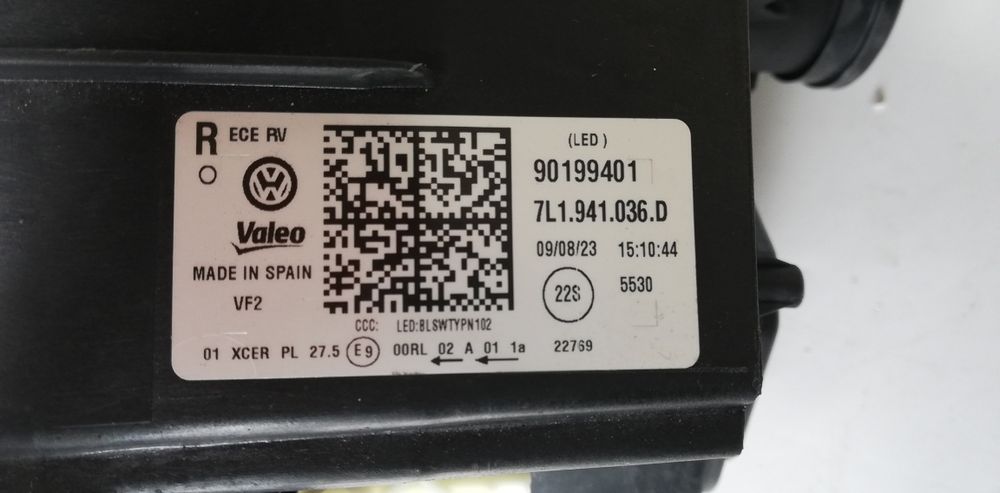 R ECE RV
Valeo
MADE IN SPAIN
VF2
(LED)
90199401
7L1.941.036.D
09/08/23 15:10:44
22S 5530
CCC: LED:BLSWTYPN102
01 XCER PL 27.5 E9 00RL 02 A 01 1a 22769